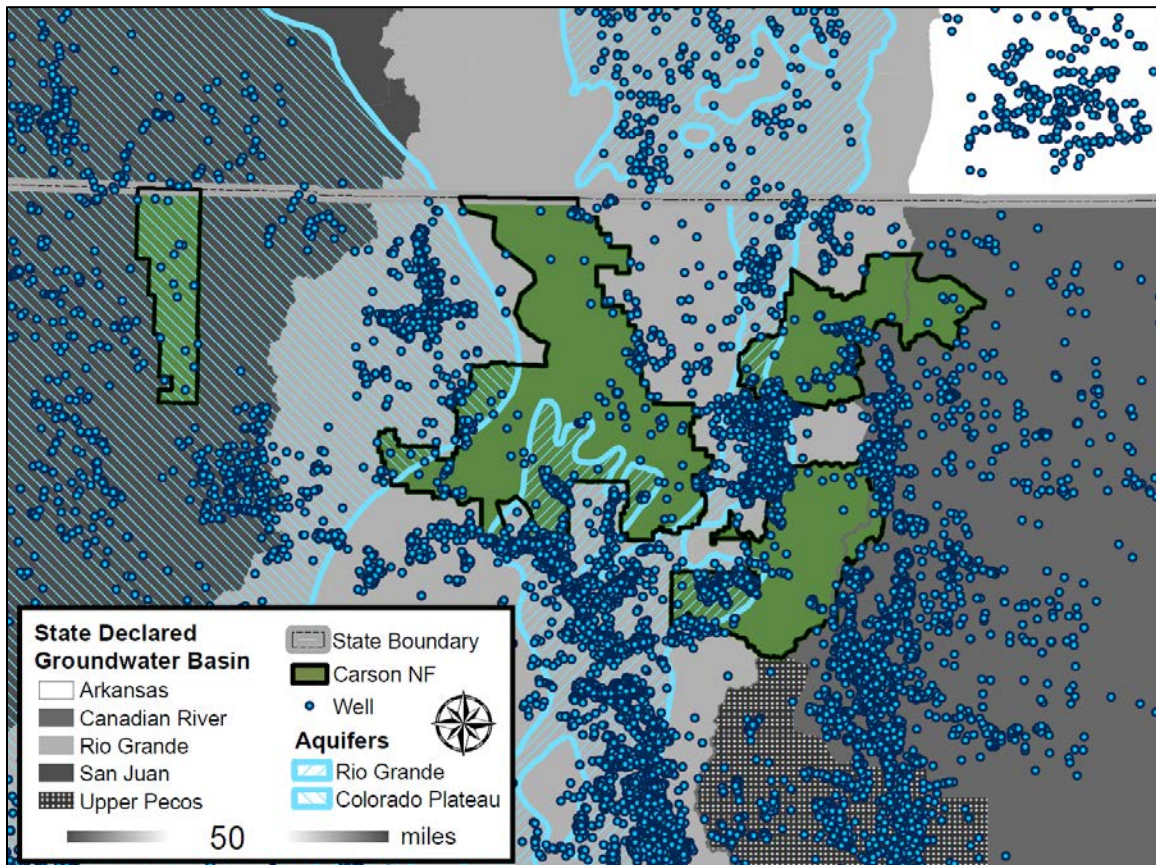 State Declared
Groundwater Basin
Arkansas
Canadian River
Rio Grande
San Juan
Upper Pecos
50 miles
State Boundary
Carson NF
Well
Aquifers
Rio Grande
Colorado Plateau